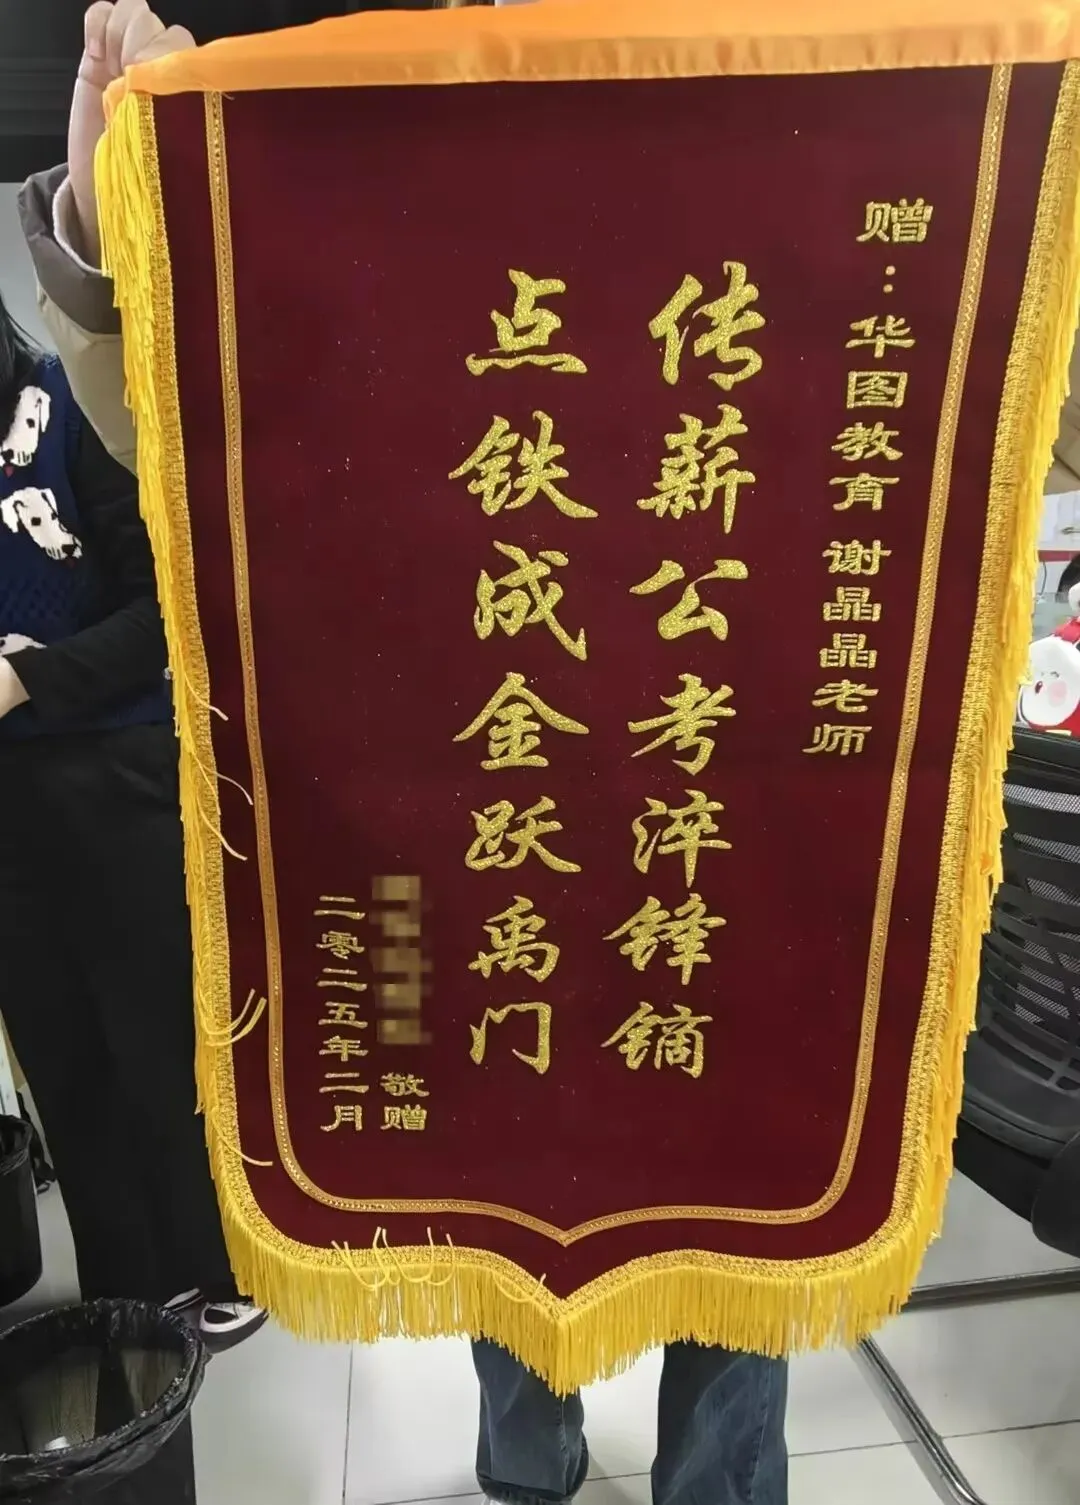 赠：华图教育 谢晶晶老师
传薪公考淬锋镝
点铁成金跃禹门
敬赠
二零二五年二月